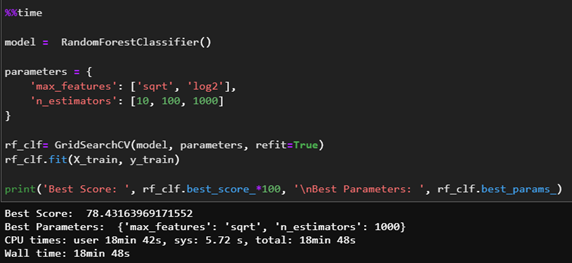 %%time
model =  RandomForestClassifier()
parameters = {
    'max_features': ['sqrt', 'log2'],
    'n_estimators': [10, 100, 1000]
}
rf_clf= GridSearchCV(model, parameters, refit=True)
rf_clf.fit(X_train, y_train)
print('Best Score: ', rf_clf.best_score_*100, '\nBest Parameters: ', rf_clf.best_params_)
Best Score:  78.43163969171552
Best Parameters:  {'max_features': 'sqrt', 'n_estimators': 1000}
CPU times: user 18min 42s, sys: 5.72 s, total: 18min 48s
Wall time: 18min 48s